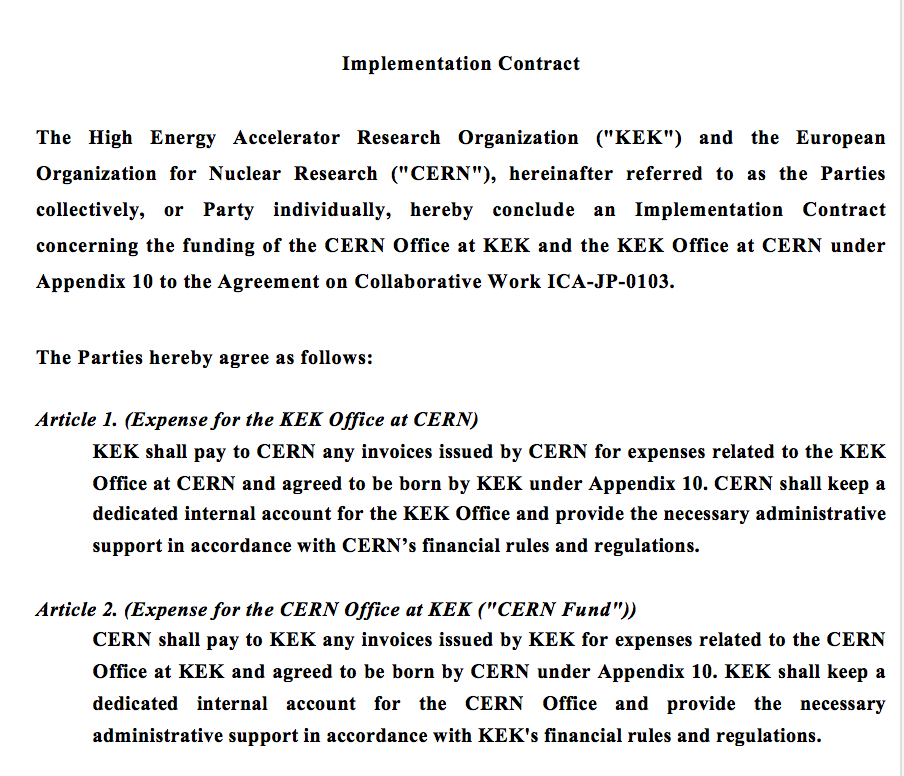 Implementation Contract
The High Energy Accelerator Research Organization ("KEK") and the European
Organization for Nuclear Research ("CERN"), hereinafter referred to as the Parties
collectively, or Party individually, hereby conclude an Implementation Contract
concerning the funding of the CERN Office at KEK and the KEK Office at CERN under
Appendix 10 to the Agreement on Collaborative Work ICA-JP-0103.
The Parties hereby agree as follows:
Article 1. (Expense for the KEK Office at CERN)
KEK shall pay to CERN any invoices issued by CERN for expenses related to the KEK
Office at CERN and agreed to be born by KEK under Appendix 10. CERN shall keep a
dedicated internal account for the KEK Office and provide the necessary administrative
support in accordance with CERN’s financial rules and regulations.
Article 2. (Expense for the CERN Office at KEK ("CERN Fund"))
CERN shall pay to KEK any invoices issued by KEK for expenses related to the CERN
Office at KEK and agreed to be born by CERN under Appendix 10. KEK shall keep a
dedicated internal account for the CERN Office and provide the necessary
administrative support in accordance with KEK's financial rules and regulations.